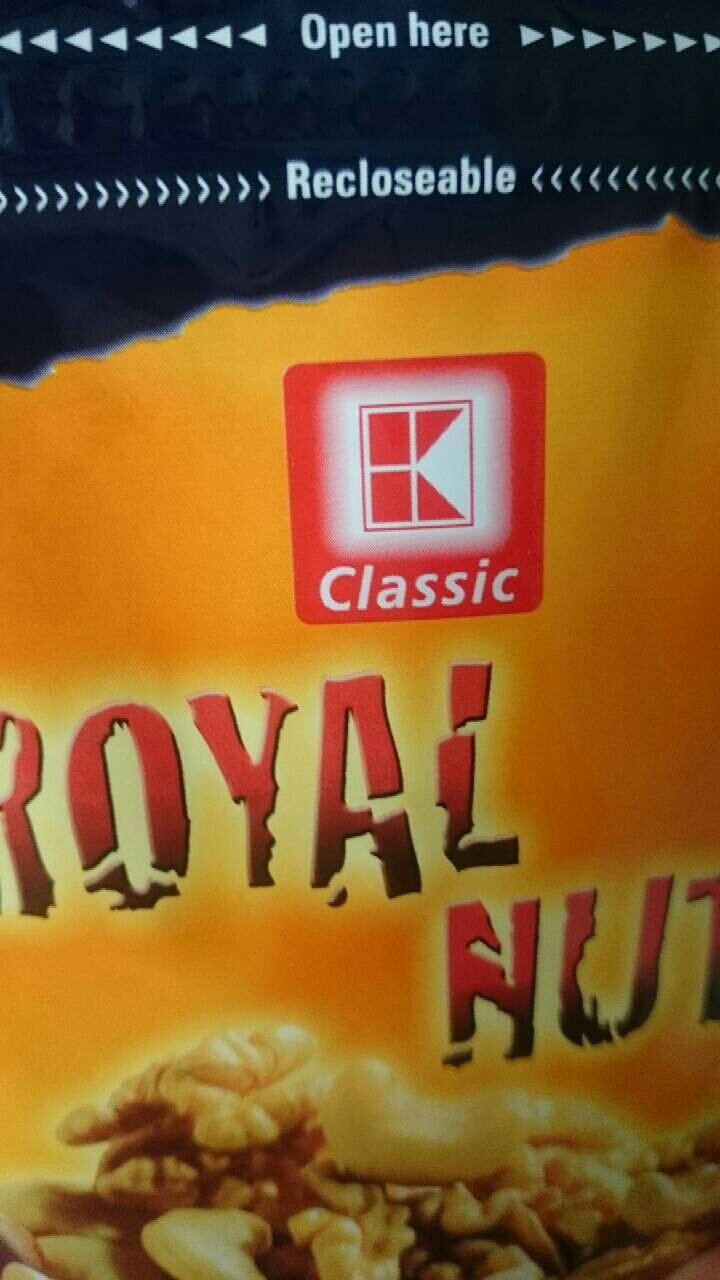 Open here
Recloseable
Classic
ROYAL
NUT